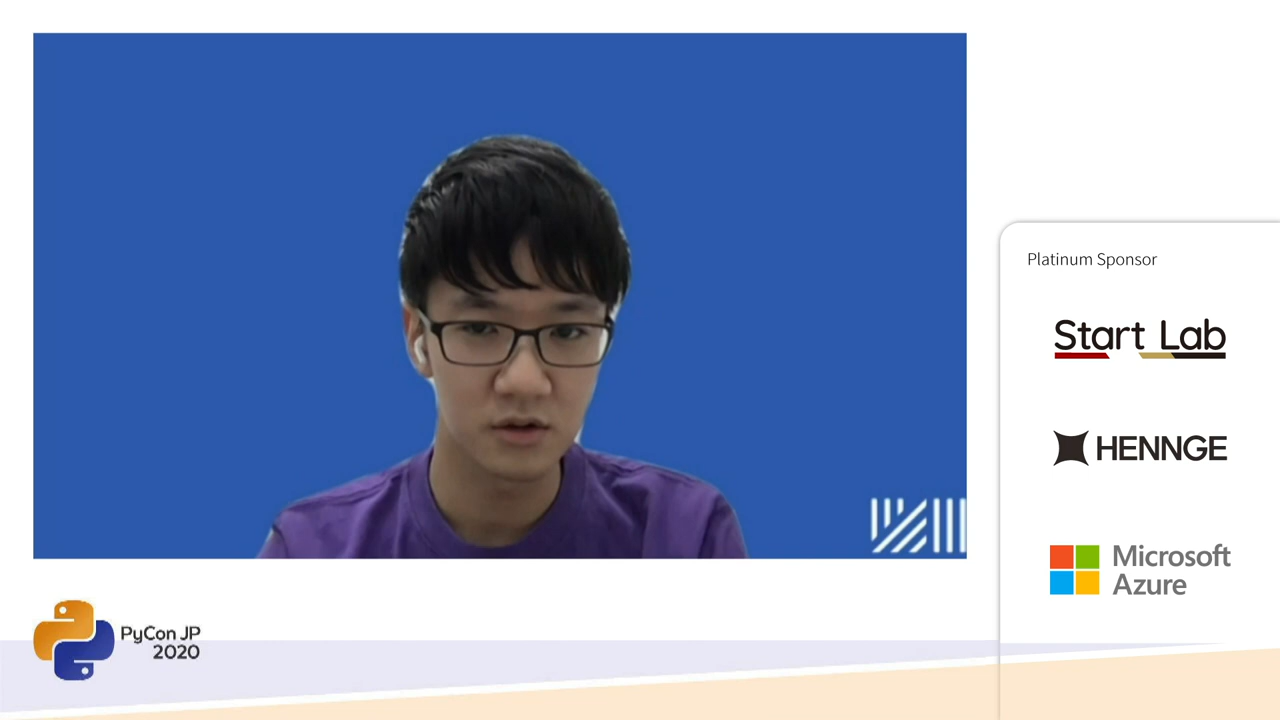 Platinum Sponsor
Start Lab
HENNGE
Microsoft
Azure
PyCon JP
2020